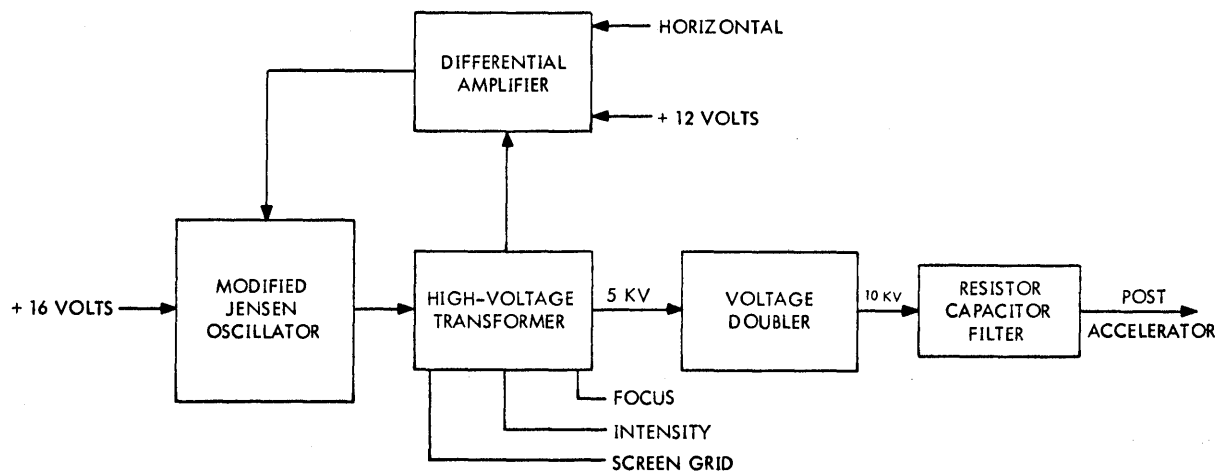 HORIZONTAL
DIFFERENTIAL
AMPLIFIER
+ 12 VOLTS
+ 16 VOLTS
MODIFIED
JENSEN
OSCILLATOR
HIGH-VOLTAGE
TRANSFORMER
5 KV
VOLTAGE
DOUBLER
10 KV
RESISTOR
CAPACITOR
FILTER
POST
ACCELERATOR
FOCUS
INTENSITY
SCREEN GRID